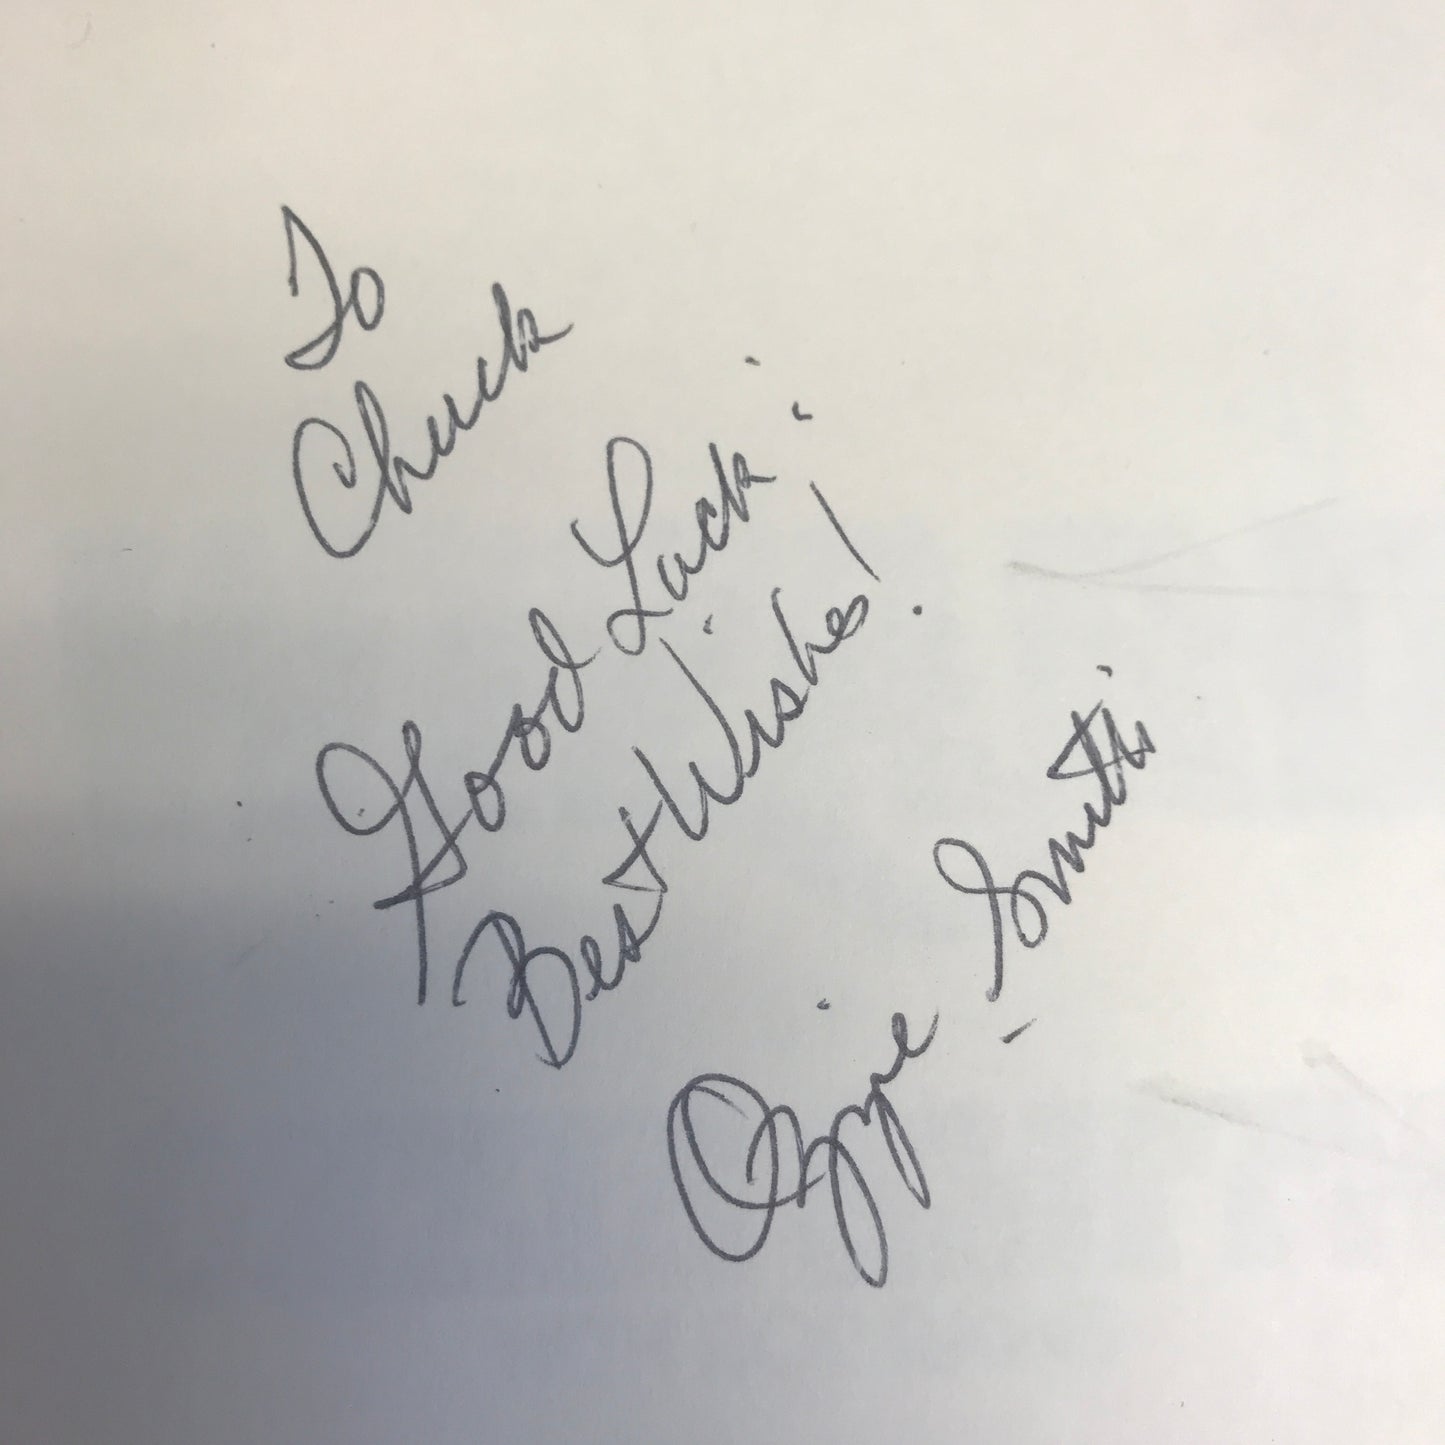 To
Chuck
Good Luck:
Best Wishes!
Ozzie Smith